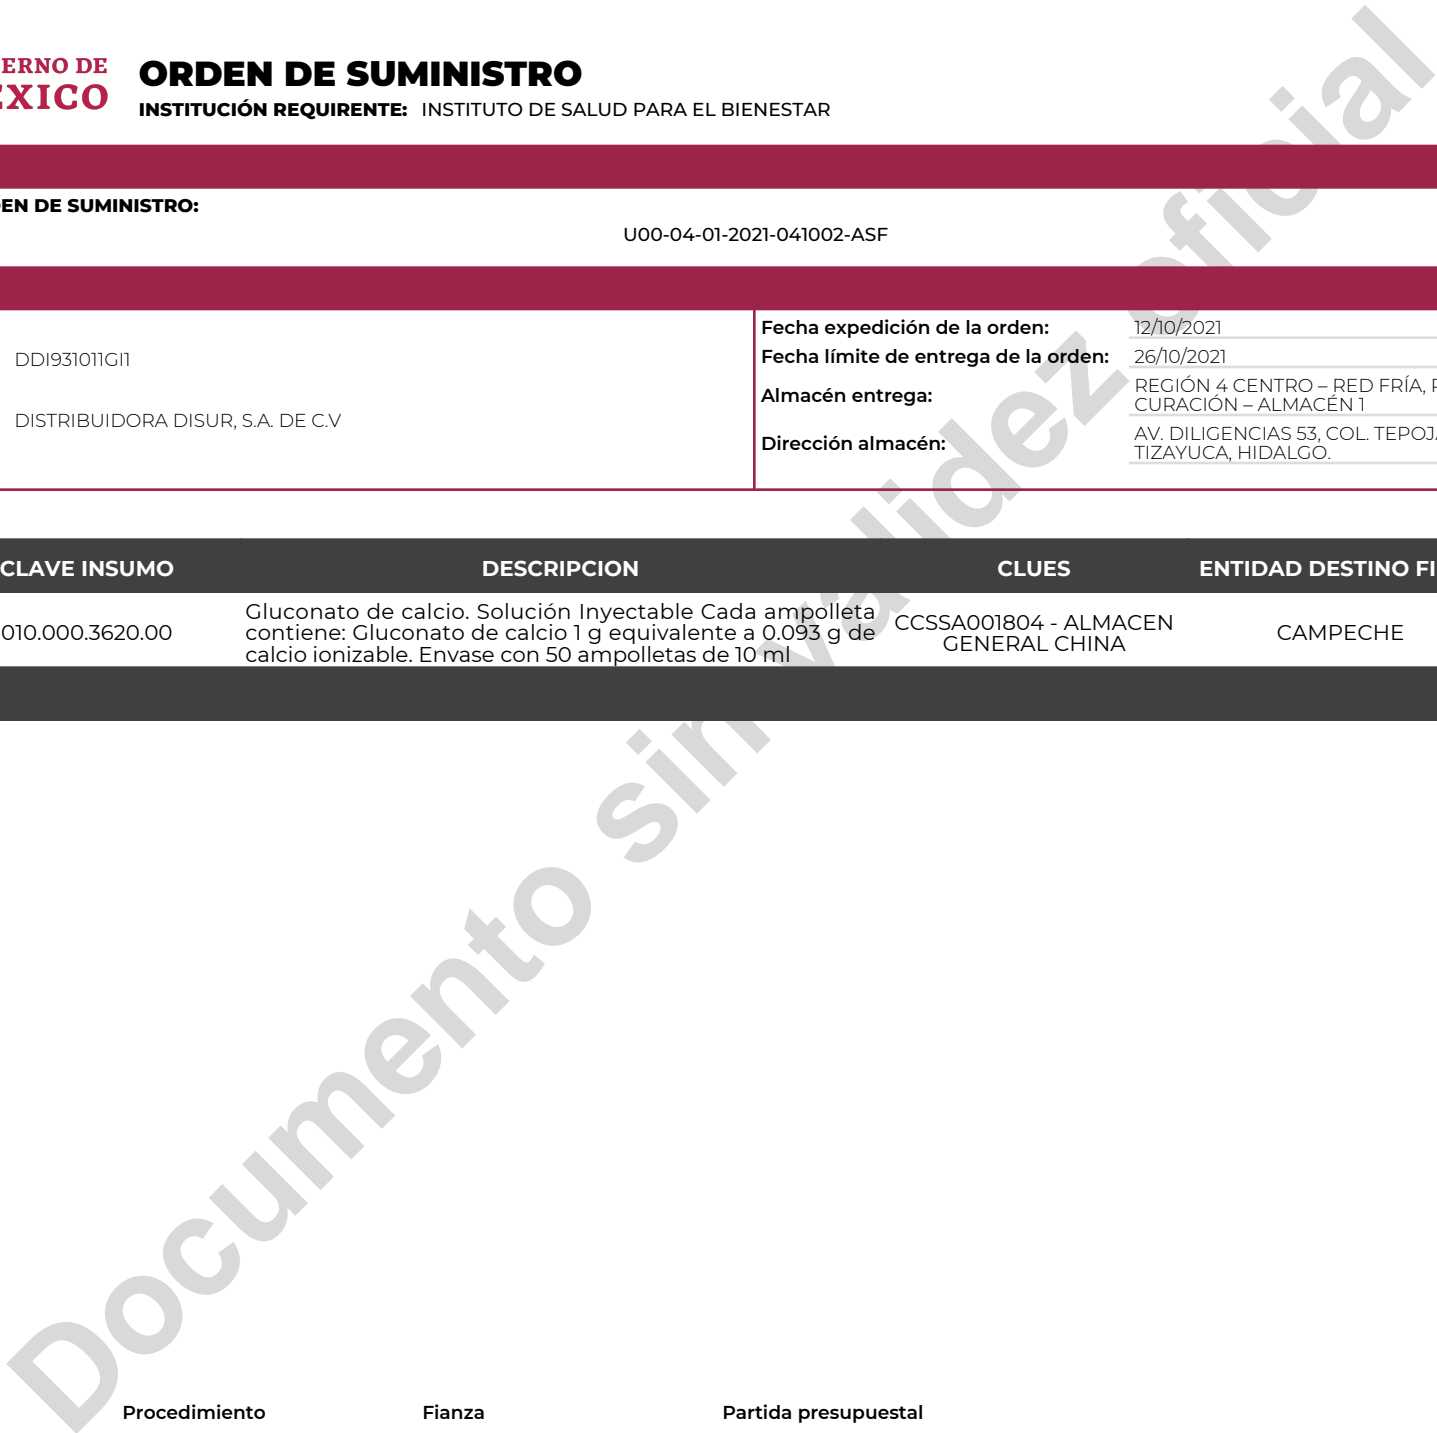 ERNO DE
ÉXICO
ORDEN DE SUMINISTRO
INSTITUCIÓN REQUIRENTE: INSTITUTO DE SALUD PARA EL BIENESTAR
EN DE SUMINISTRO:
U00-04-01-2021-041002-ASF
DDI931011GI1
DISTRIBUIDORA DISUR, S.A. DE C.V
Fecha expedición de la orden: 12/10/2021
Fecha límite de entrega de la orden: 26/10/2021
Almacén entrega: REGIÓN 4 CENTRO – RED FRÍA,
CURACIÓN – ALMACÉN 1
Dirección almacén: AV. DILIGENCIAS 53, COL. TEPOJ
TIZAYUCA, HIDALGO.
CLAVE INSUMO DESCRIPCION CLUES ENTIDAD DESTINO FI
010.000.3620.00
Gluconato de calcio. Solución Inyectable Cada ampolleta
contiene: Gluconato de calcio 1 g equivalente a 0.093 g de
calcio ionizable. Envase con 50 ampolletas de 10 ml
CCSSA001804 - ALMACEN
GENERAL CHINA
CAMPECHE
Documento sin validez oficial
Procedimiento Fianza Partida presupuestal